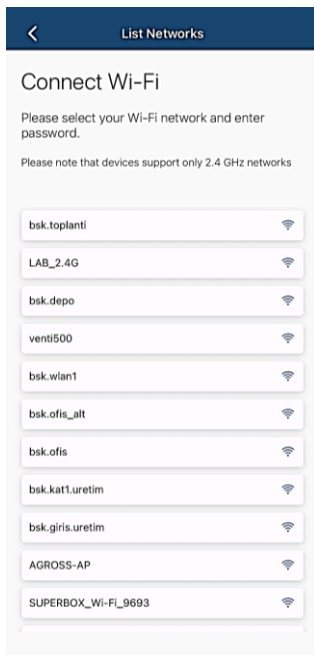 List Networks
Connect Wi-Fi
Please select your Wi-Fi network and enter
password.
Please note that devices support only 2.4 GHz networks
bsk.toplanti
LAB_2.4G
bsk.depo
venti500
bsk.wlan1
bsk.ofis_alt
bsk.ofis
bsk.kat1.uretim
bsk.giris.uretim
AGROSS-AP
SUPERBOX_Wi-Fi_9693